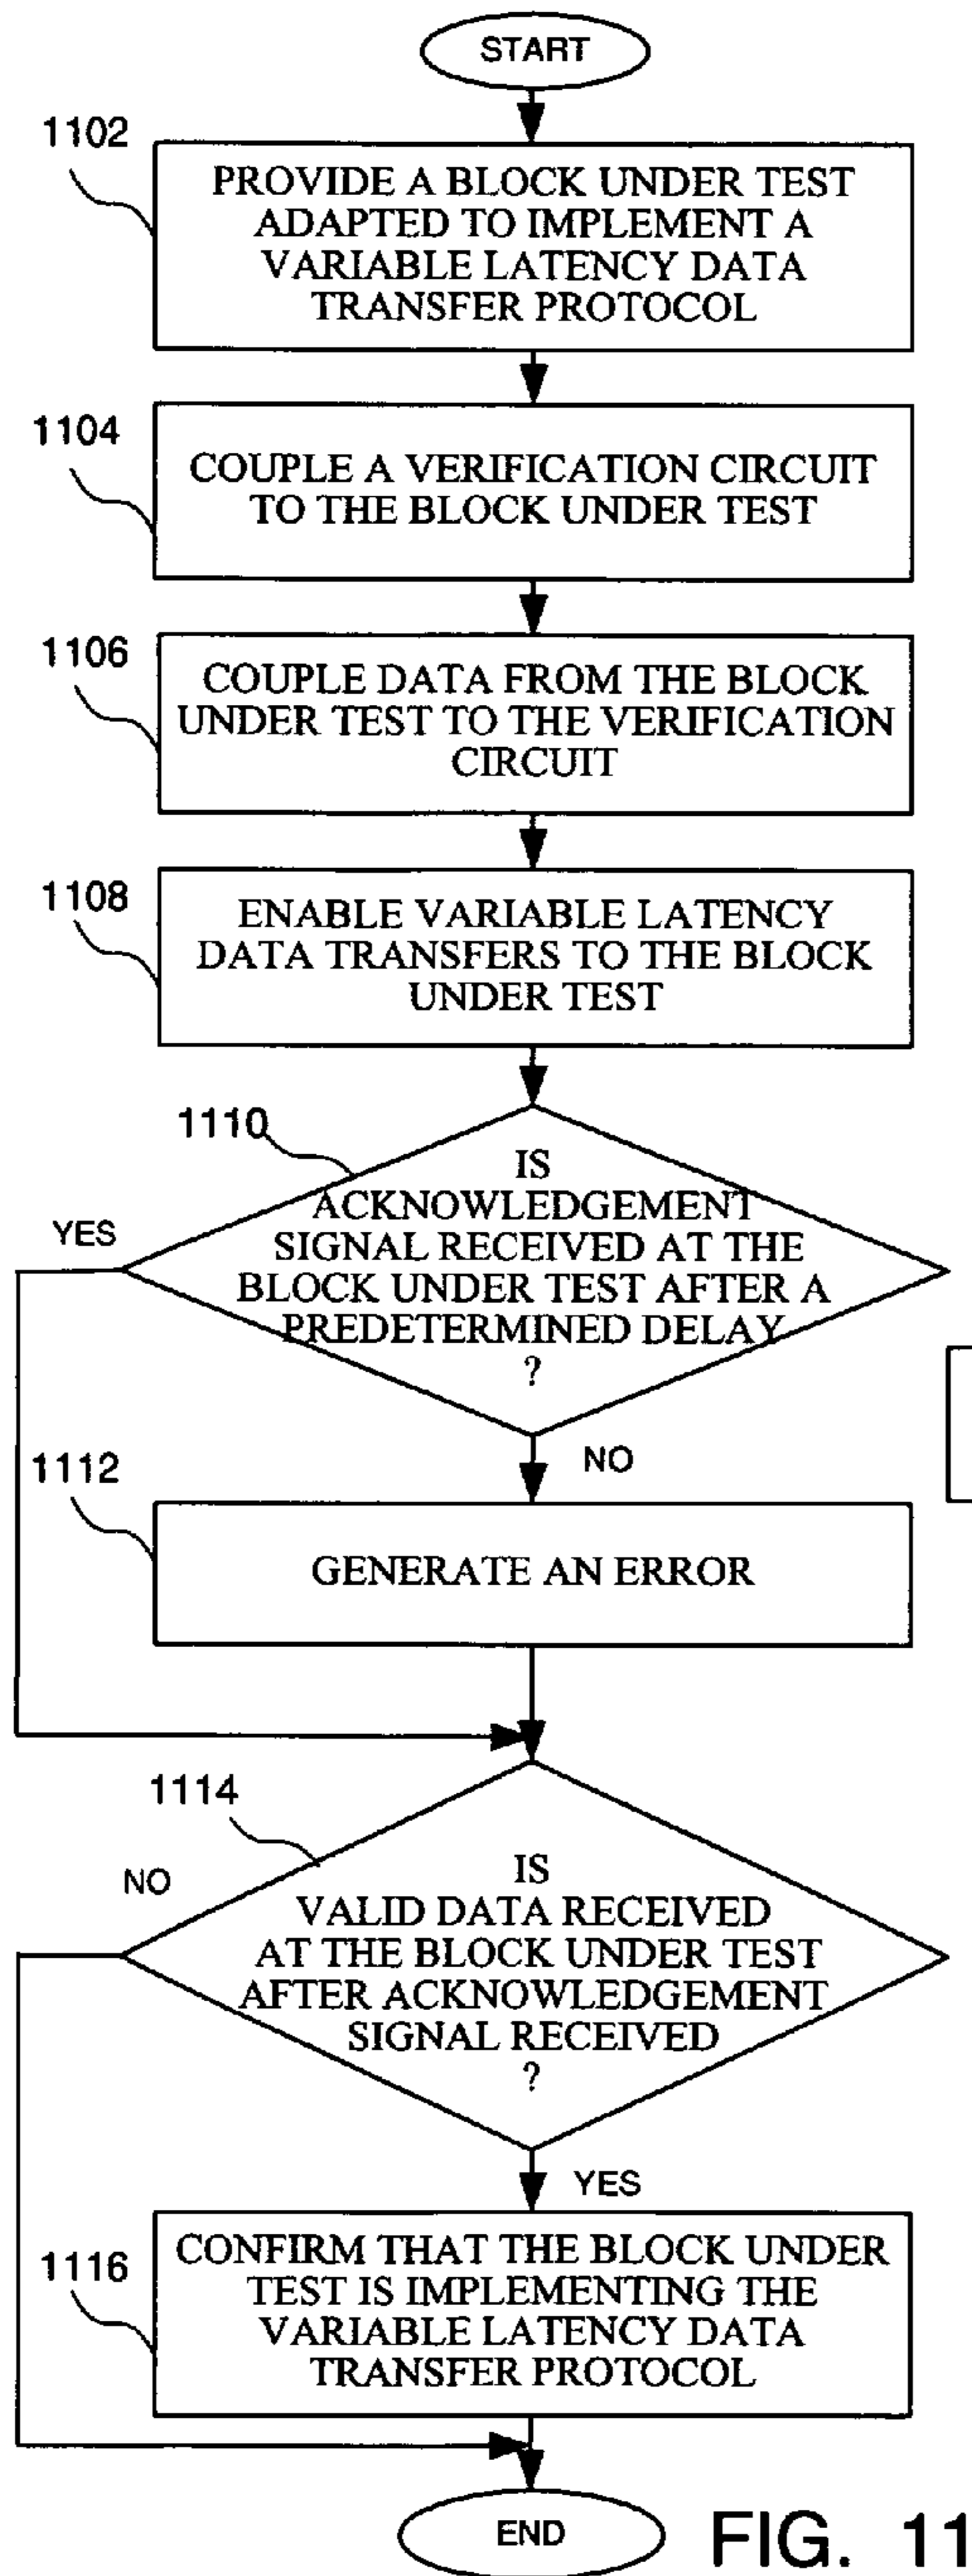 START
1102
PROVIDE A BLOCK UNDER TEST
ADAPTED TO IMPLEMENT A
VARIABLE LATENCY DATA
TRANSFER PROTOCOL
1104
COUPLE A VERIFICATION CIRCUIT
TO THE BLOCK UNDER TEST
1106
COUPLE DATA FROM THE BLOCK
UNDER TEST TO THE VERIFICATION
CIRCUIT
1108
ENABLE VARIABLE LATENCY
DATA TRANSFERS TO THE BLOCK
UNDER TEST
1110
IS
ACKNOWLEDGEMENT
SIGNAL RECEIVED AT THE
BLOCK UNDER TEST AFTER A
PREDETERMINED DELAY
?
YES
NO
1112
GENERATE AN ERROR
1114
NO
IS
VALID DATA RECEIVED
AT THE BLOCK UNDER TEST
AFTER ACKNOWLEDGEMENT
SIGNAL RECEIVED
?
YES
1116
CONFIRM THAT THE BLOCK UNDER
TEST IS IMPLEMENTING THE
VARIABLE LATENCY DATA
TRANSFER PROTOCOL
END
FIG. 11